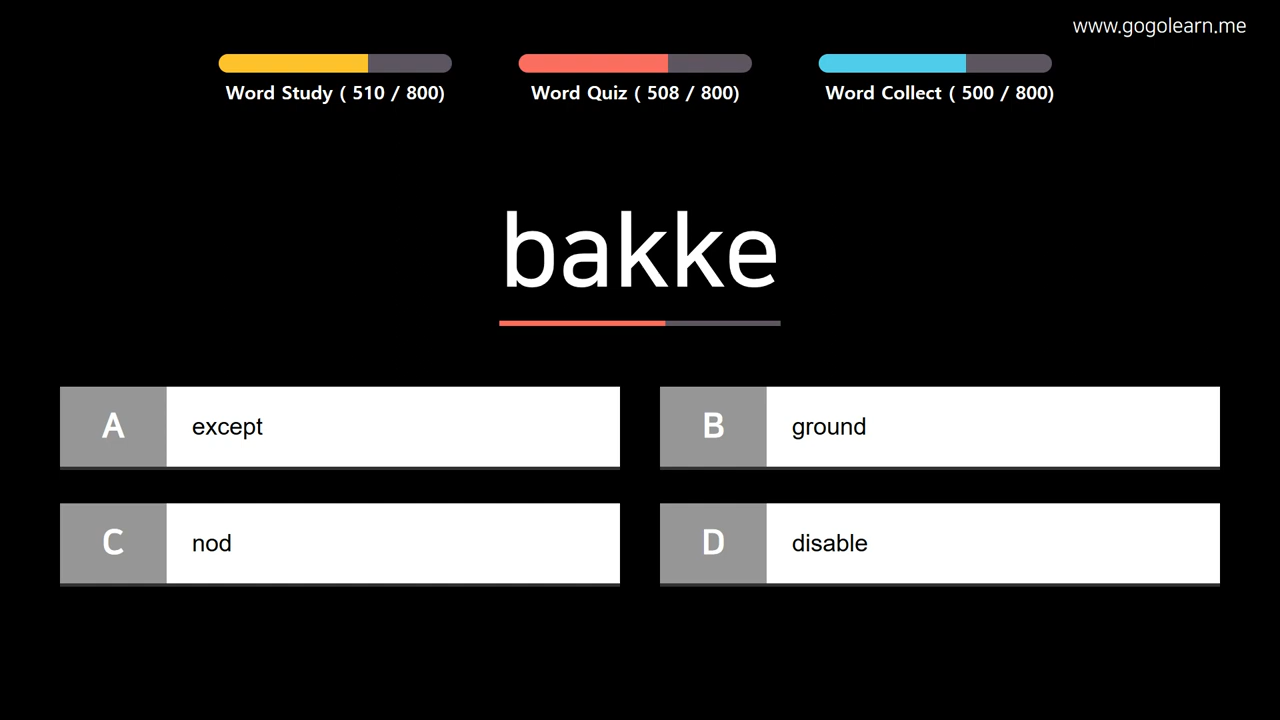 www.gogolearn.me
Word Study ( 510 / 800)
Word Quiz ( 508 / 800)
Word Collect ( 500 / 800)
bakke
A except
B ground
C nod
D disable